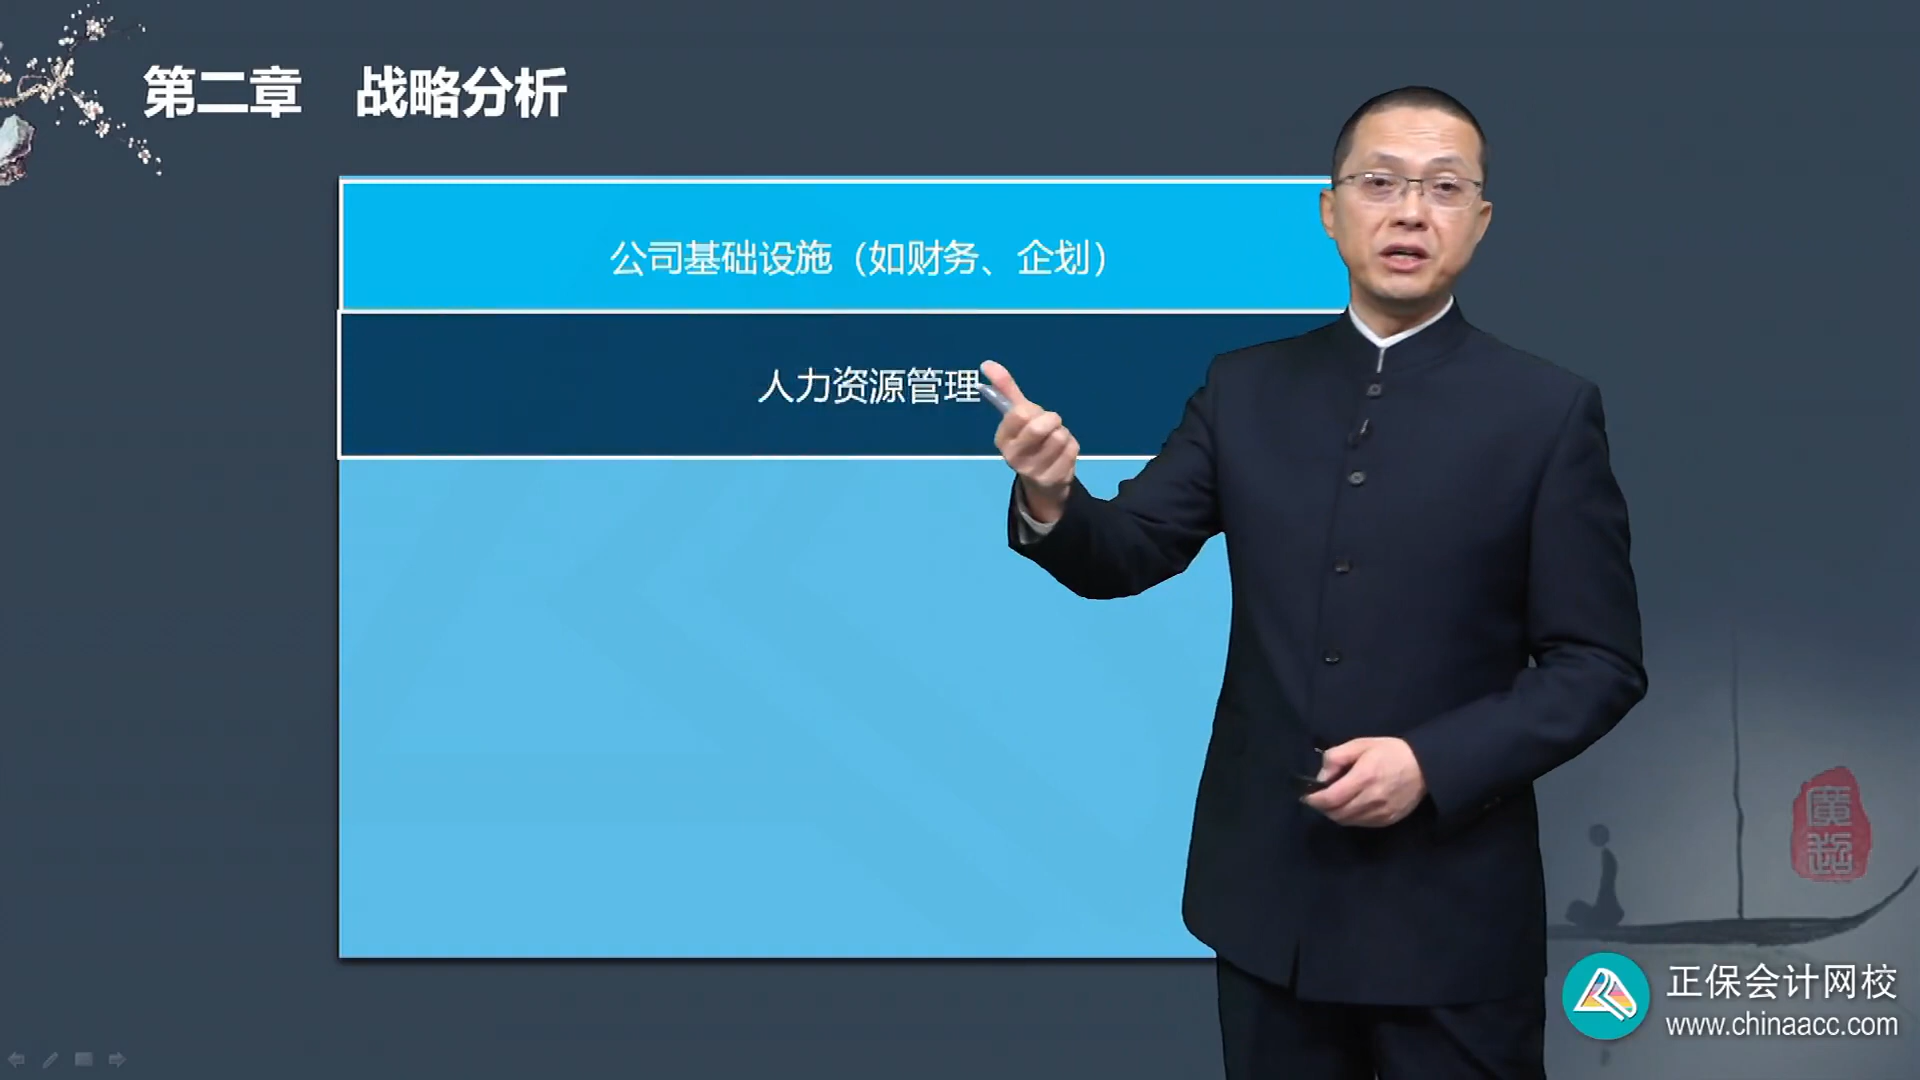 第二章 战略分析
公司基础设施（如财务、企划）
人力资源管理
正保会计网校
www.chinaacc.com